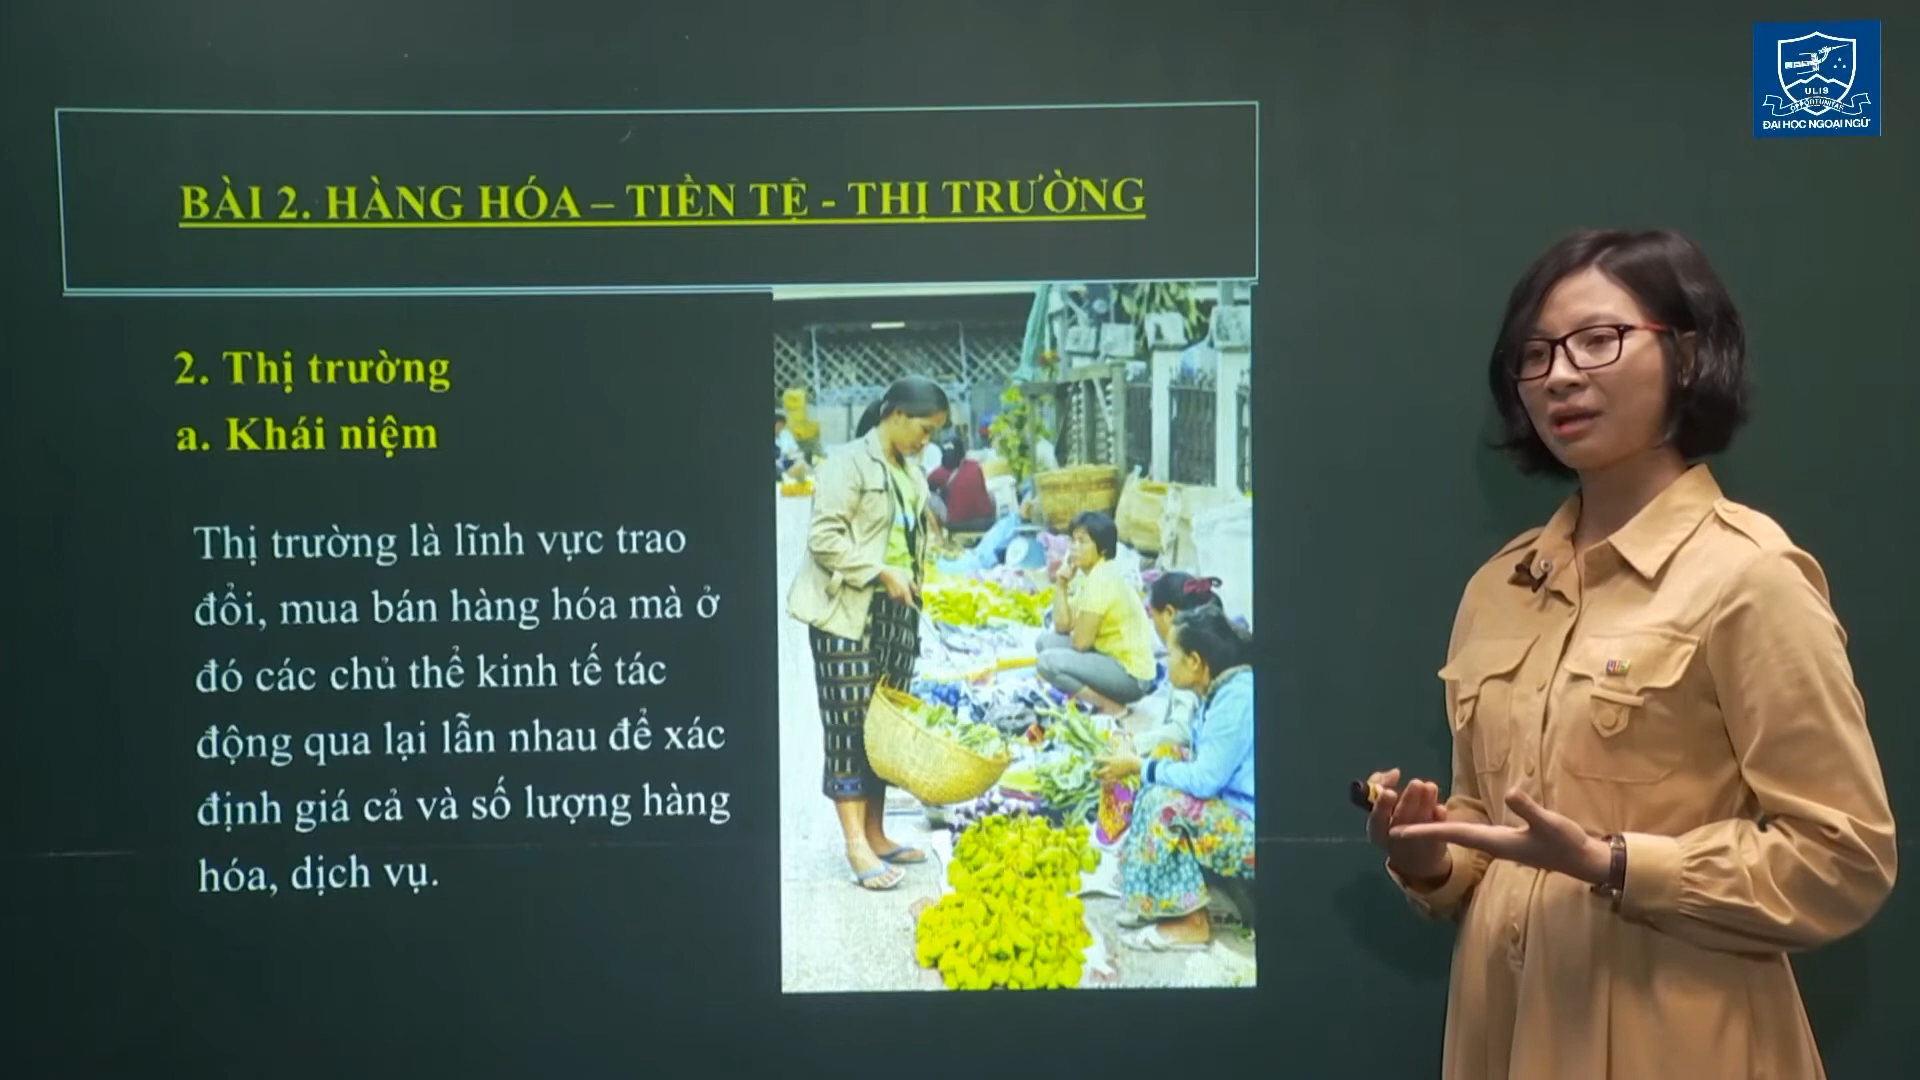 BÀI 2. HÀNG HÓA – TIỀN TỆ - THỊ TRƯỜNG
2. Thị trường
a. Khái niệm
Thị trường là lĩnh vực trao
đổi, mua bán hàng hóa mà ở
đó các chủ thể kinh tế tác
động qua lại lẫn nhau để xác
định giá cả và số lượng hàng
hóa, dịch vụ.
ULIS
ĐẠI HỌC NGOẠI NGỮ